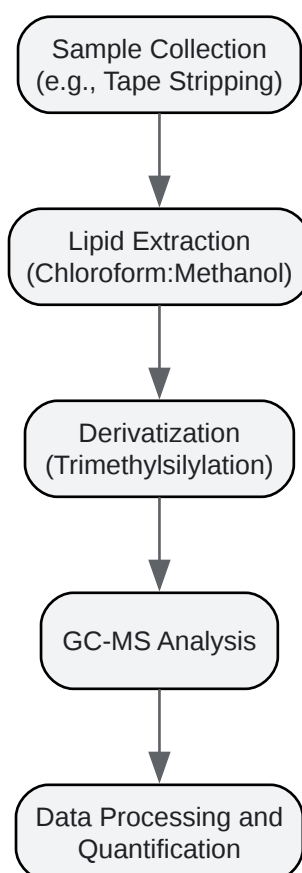 Sample Collection
(e.g., Tape Stripping)
Lipid Extraction
(Chloroform:Methanol)
Derivatization
(Trimethylsilylation)
GC-MS Analysis
Data Processing and
Quantification